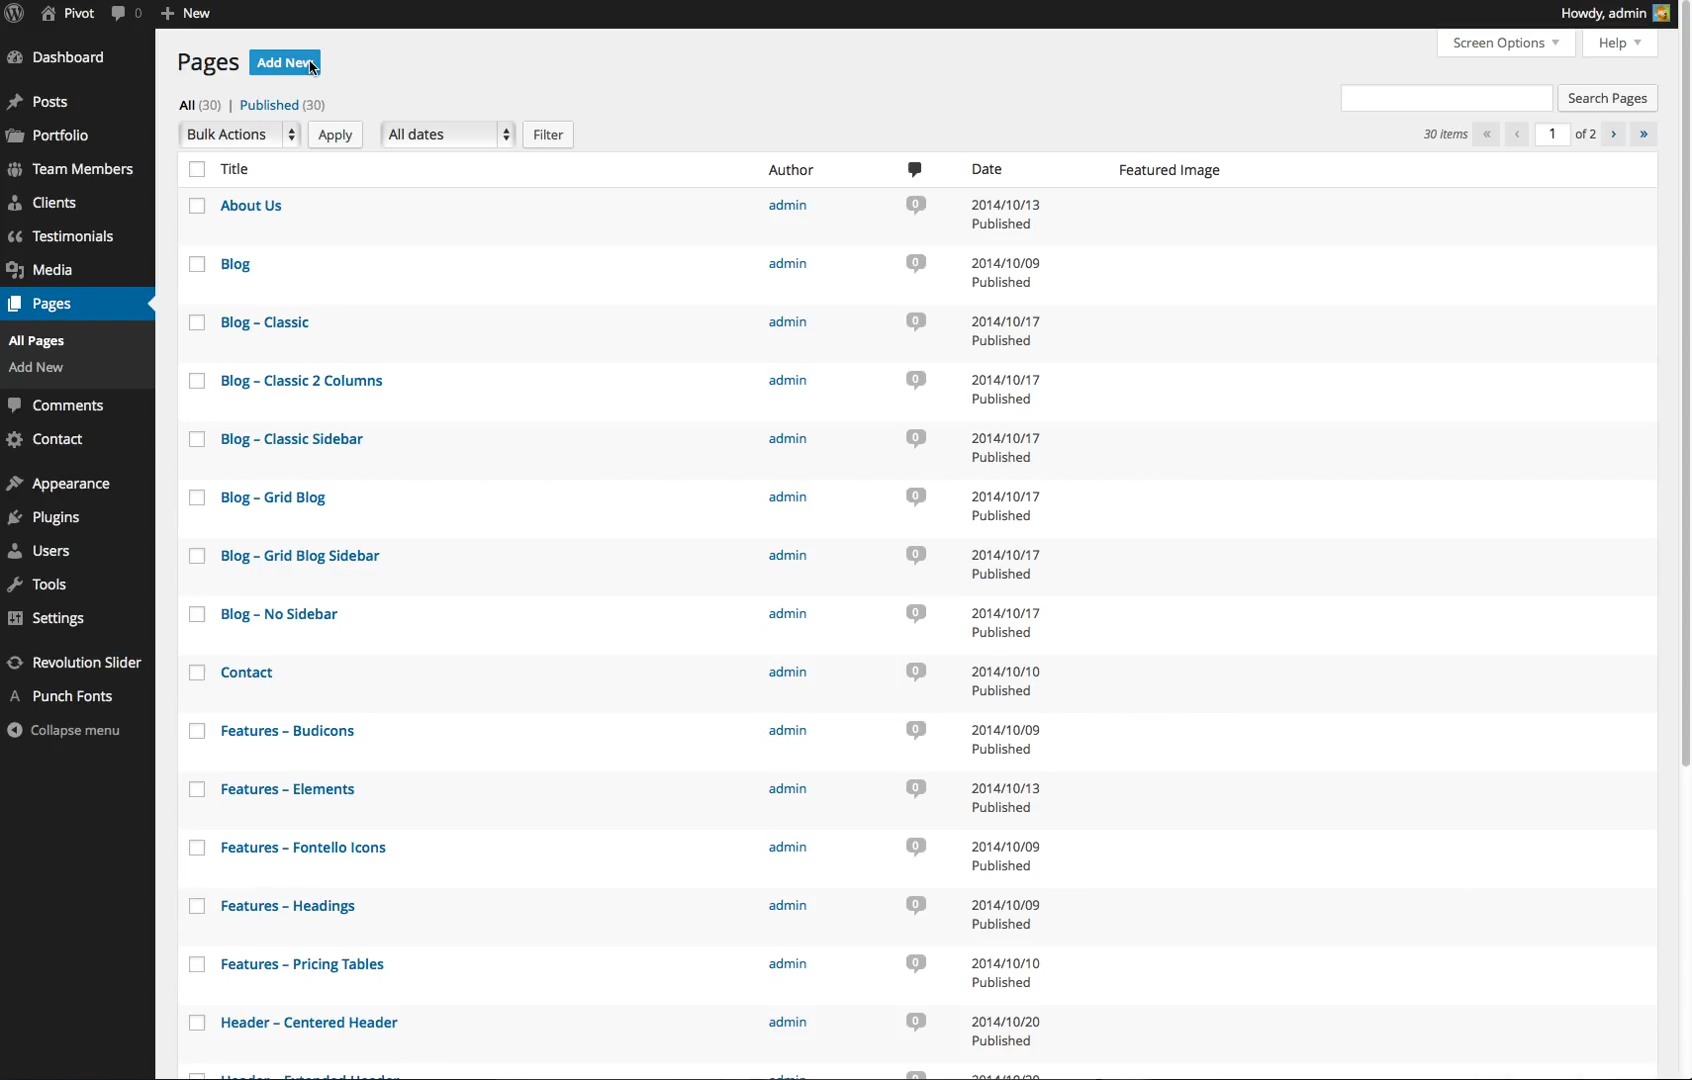 Pivot 0 New Howdy, admin
Screen Options Help
Dashboard
Posts
Portfolio
Team Members
Clients
Testimonials
Media
Pages
All Pages
Add New
Comments
Contact
Appearance
Plugins
Users
Tools
Settings
Revolution Slider
A Punch Fonts
Collapse menu
Pages Add New
All (30) | Published (30)
Search Pages
Bulk Actions Apply All dates Filter 30 items « ‹ 1 of 2 › »
Title Author Date Featured Image
About Us admin 0 2014/10/13
Published
Blog admin 0 2014/10/09
Published
Blog – Classic admin 0 2014/10/17
Published
Blog – Classic 2 Columns admin 0 2014/10/17
Published
Blog – Classic Sidebar admin 0 2014/10/17
Published
Blog – Grid Blog admin 0 2014/10/17
Published
Blog – Grid Blog Sidebar admin 0 2014/10/17
Published
Blog – No Sidebar admin 0 2014/10/17
Published
Contact admin 0 2014/10/10
Published
Features – Budicons admin 0 2014/10/09
Published
Features – Elements admin 0 2014/10/13
Published
Features – Fontello Icons admin 0 2014/10/09
Published
Features – Headings admin 0 2014/10/09
Published
Features – Pricing Tables admin 0 2014/10/10
Published
Header – Centered Header admin 0 2014/10/20
Published